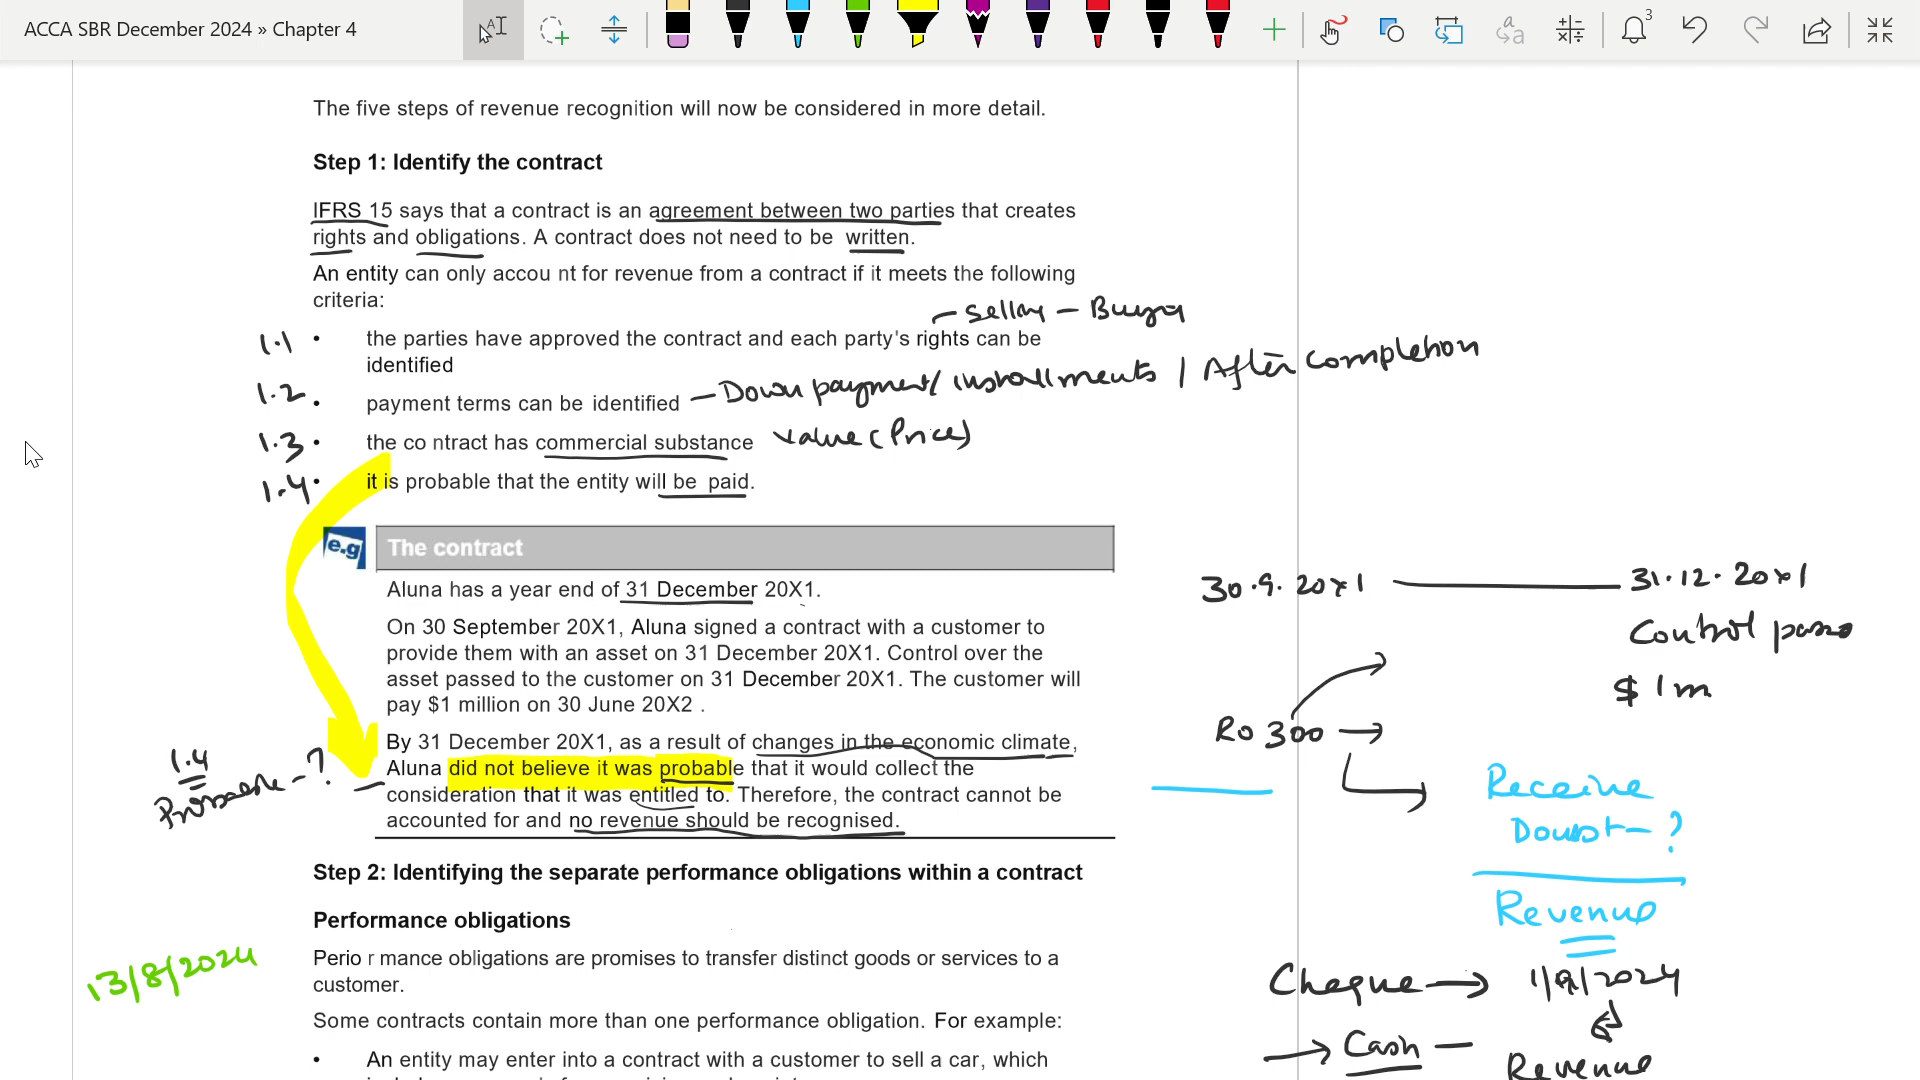 ACCA SBR December 2024 » Chapter 4
3
The five steps of revenue recognition will now be considered in more detail.
Step 1: Identify the contract
IFRS 15 says that a contract is an agreement between two parties that creates
rights and obligations. A contract does not need to be written.
An entity can only accou nt for revenue from a contract if it meets the following
criteria:
- Seller - Buyer
1.1 • the parties have approved the contract and each party's rights can be
identified
1.2 • payment terms can be identified - Down payment/ installments / After completion
1.3 • the co ntract has commercial substance value (Price)
1.4 • it is probable that the entity will be paid.
e.g The contract
Aluna has a year end of 31 December 20X1.
On 30 September 20X1, Aluna signed a contract with a customer to
provide them with an asset on 31 December 20X1. Control over the
asset passed to the customer on 31 December 20X1. The customer will
pay $1 million on 30 June 20X2 .
By 31 December 20X1, as a result of changes in the economic climate,
Aluna did not believe it was probable that it would collect the
consideration that it was entitled to. Therefore, the contract cannot be
accounted for and no revenue should be recognised.
1.4
Probable - ?
30.9.20x1 31.12.20x1
Control pass
$ 1m
RO 300
Receive
Doubt - ?
Revenue
Step 2: Identifying the separate performance obligations within a contract
Performance obligations
13/8/2024
Perio r mance obligations are promises to transfer distinct goods or services to a
customer.
Some contracts contain more than one performance obligation. For example:
• An entity may enter into a contract with a customer to sell a car, which
Cheque → 
→ Cash -
Revenue